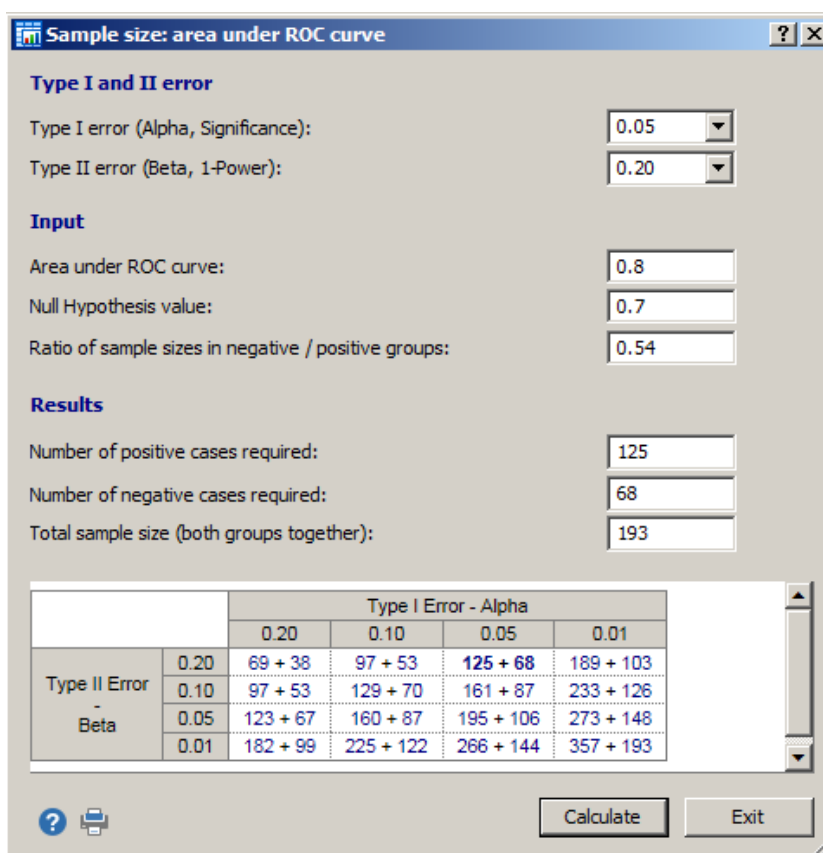 Sample size: area under ROC curve
Type I and II error
Type I error (Alpha, Significance): 0.05
Type II error (Beta, 1-Power): 0.20
Input
Area under ROC curve: 0.8
Null Hypothesis value: 0.7
Ratio of sample sizes in negative / positive groups: 0.54
Results
Number of positive cases required: 125
Number of negative cases required: 68
Total sample size (both groups together): 193
Type I Error - Alpha
0.20 0.10 0.05 0.01
Type II Error - Beta
0.20 69 + 38 97 + 53 125 + 68 189 + 103
0.10 97 + 53 129 + 70 161 + 87 233 + 126
0.05 123 + 67 160 + 87 195 + 106 273 + 148
0.01 182 + 99 225 + 122 266 + 144 357 + 193
Calculate Exit